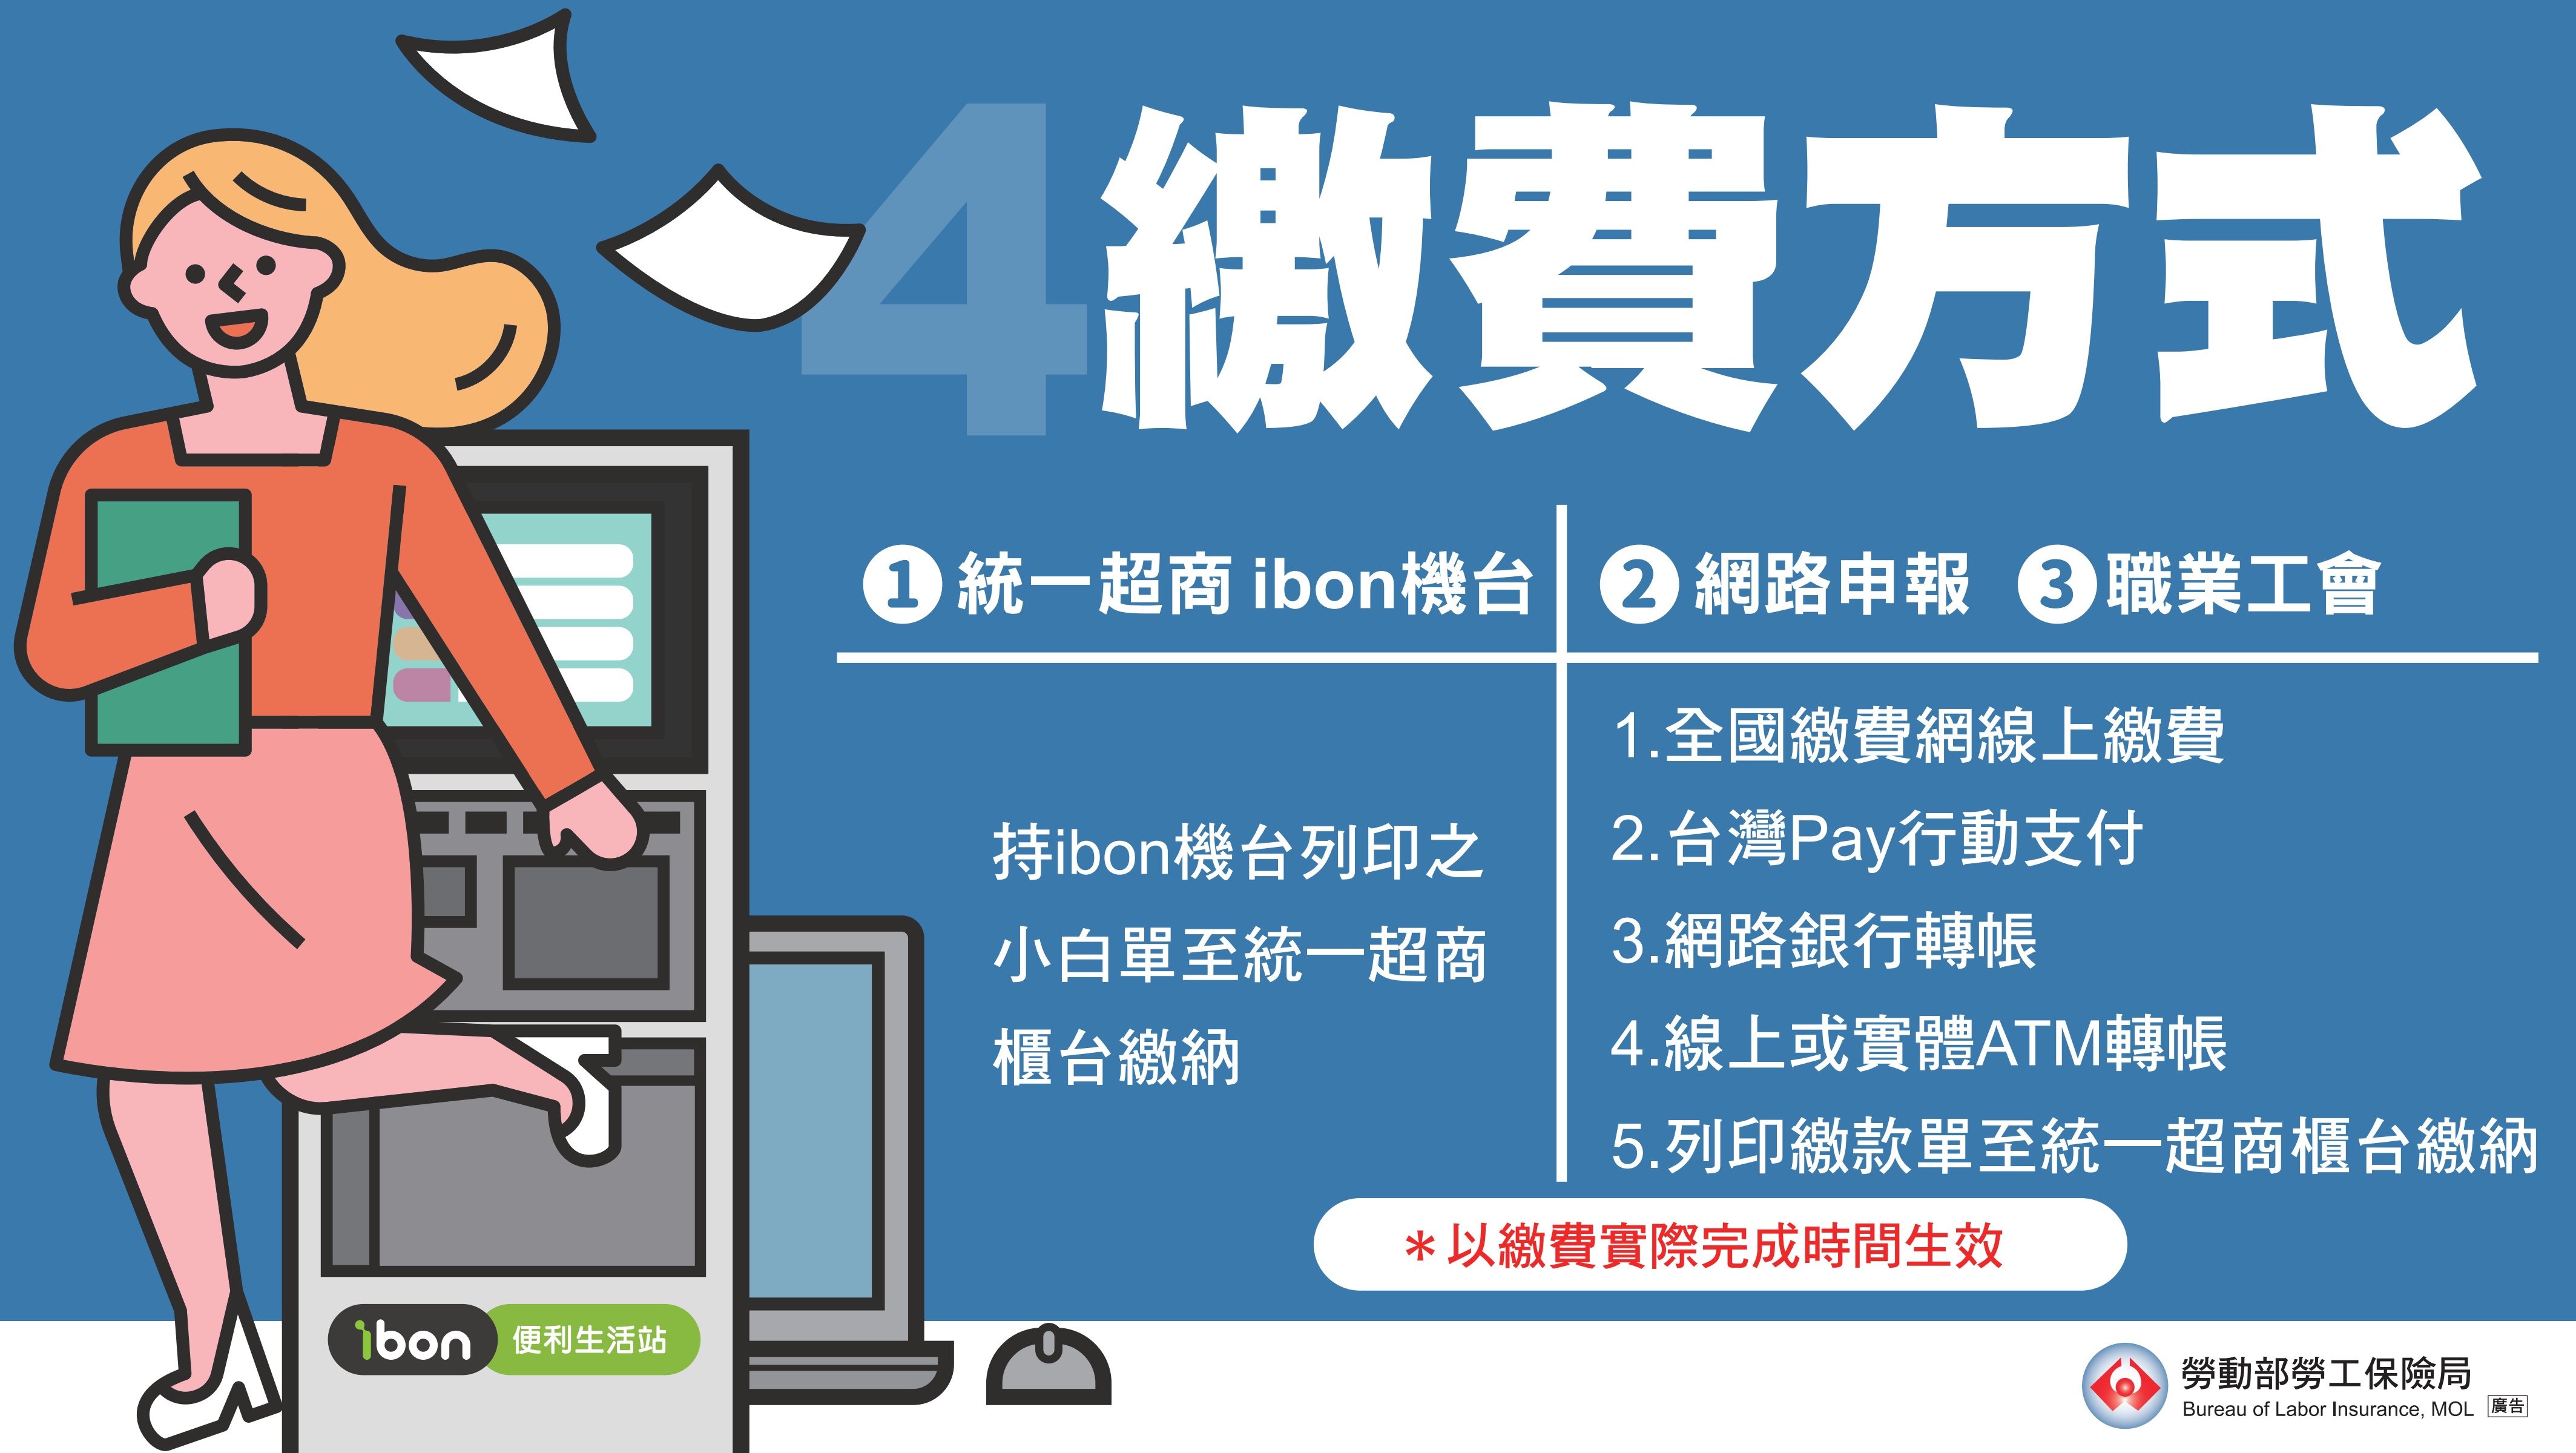 4 繳費方式
1 統一超商 ibon機台
持ibon機台列印之
小白單至統一超商
櫃台繳納
2 網路申報 3 職業工會
1.全國繳費網線上繳費
2.台灣Pay行動支付
3.網路銀行轉帳
4.線上或實體ATM轉帳
5.列印繳款單至統一超商櫃台繳納
*以繳費實際完成時間生效
ibon 便利生活站
勞動部勞工保險局
Bureau of Labor Insurance, MOL 廣告